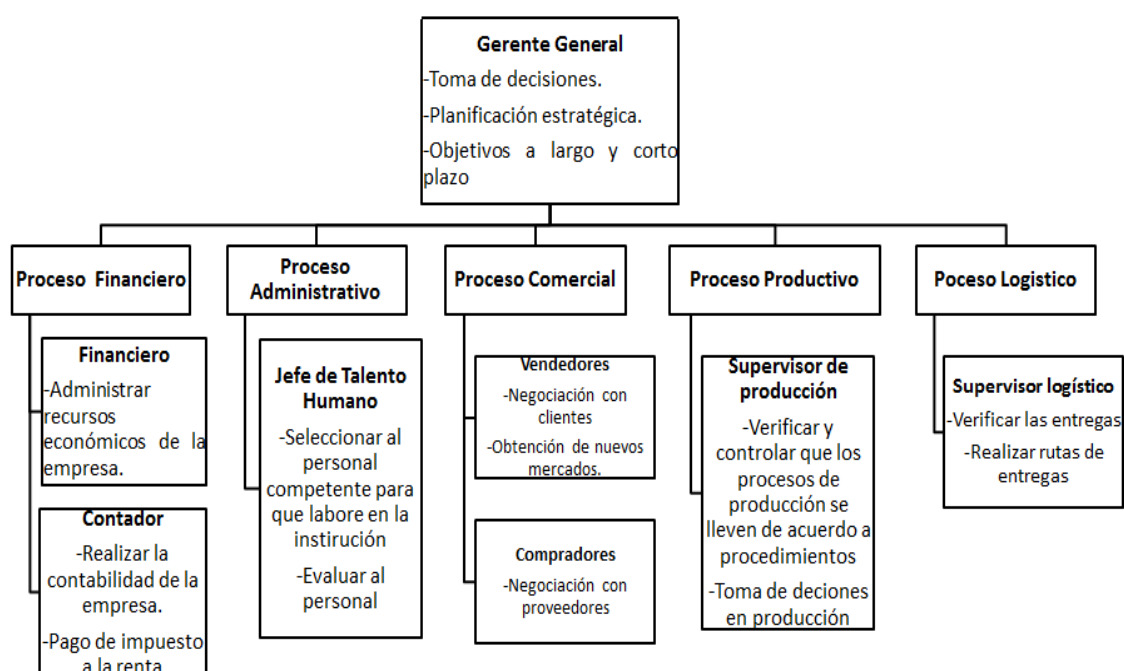 Gerente General
-Toma de decisiones.
-Planificación estratégica.
-Objetivos a largo y corto
plazo
Proceso Financiero
Proceso
Administrativo
Proceso Comercial
Proceso Productivo
Poceso Logistico
Financiero
-Administrar
recursos
económicos de la
empresa.
Contador
-Realizar la
contabilidad de la
empresa.
-Pago de impuesto
a la renta
Jefe de Talento
Humano
-Seleccionar al
personal
competente para
que labore en la
instirución
-Evaluar al
personal
Vendedores
-Negociación con
clientes
-Obtención de nuevos
mercados.
Compradores
-Negociación con
proveedores
Supervisor de
producción
-Verificar y
controlar que los
procesos de
producción se
lleven de acuerdo a
procedimientos
-Toma de deciones
en producción
Supervisor logístico
-Verificar las entregas
-Realizar rutas de
entregas